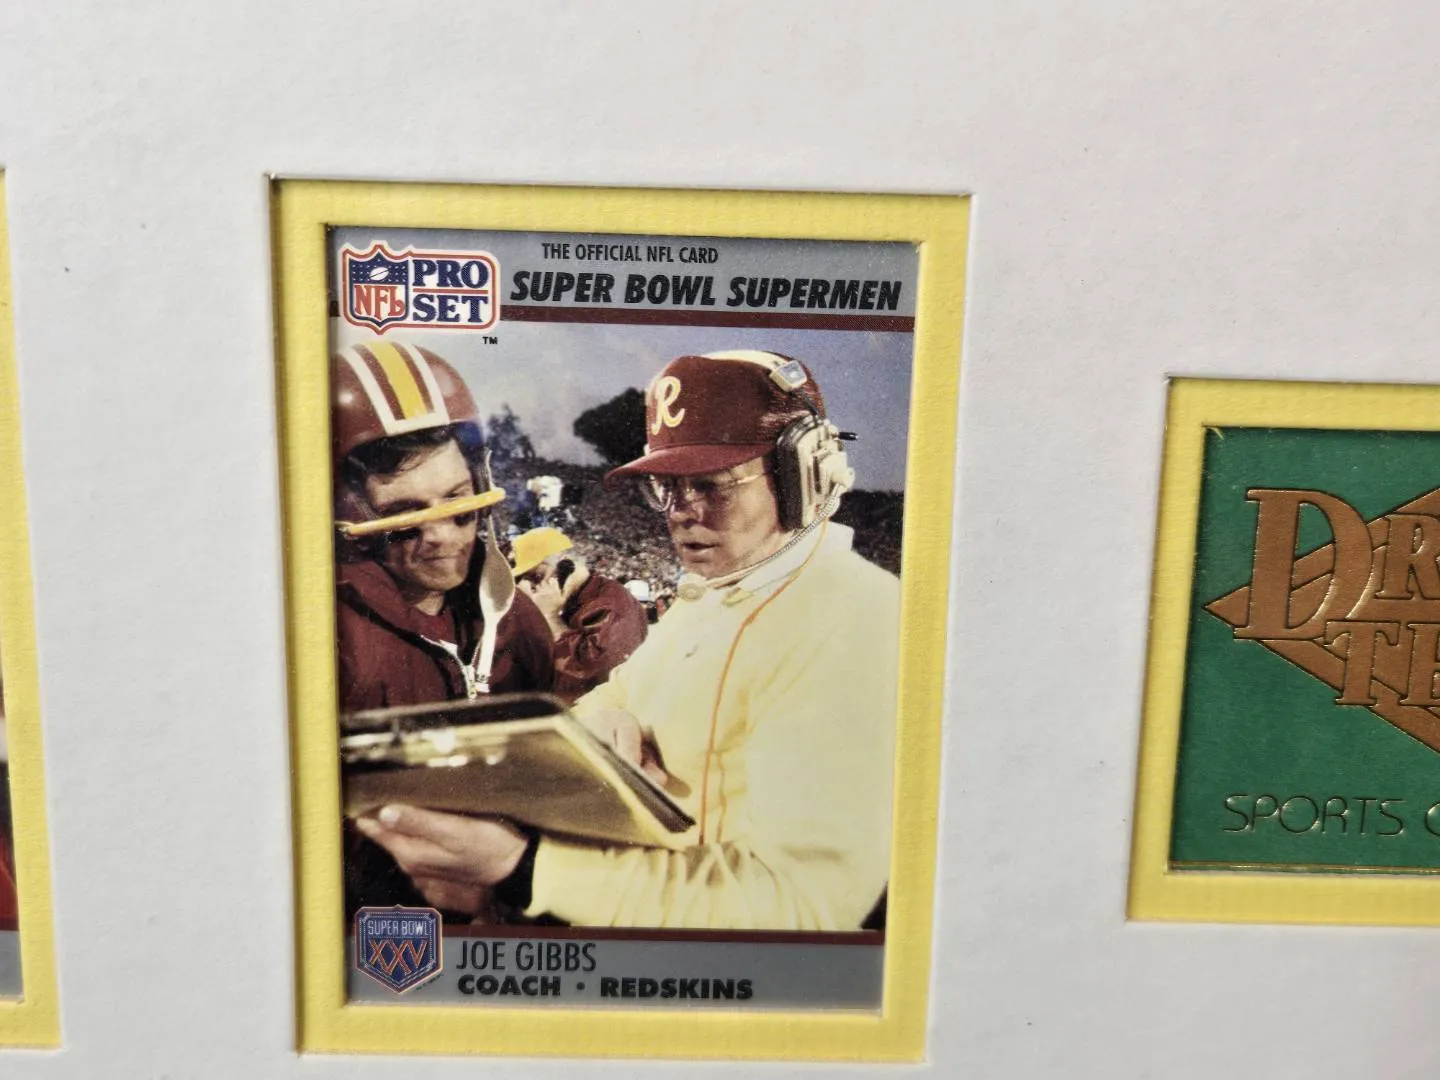 THE OFFICIAL NFL CARD
NFL PRO SET
SUPER BOWL SUPERMEN
TM
R
SUPER BOWL
XXV
JOE GIBBS
COACH • REDSKINS
SPORTS